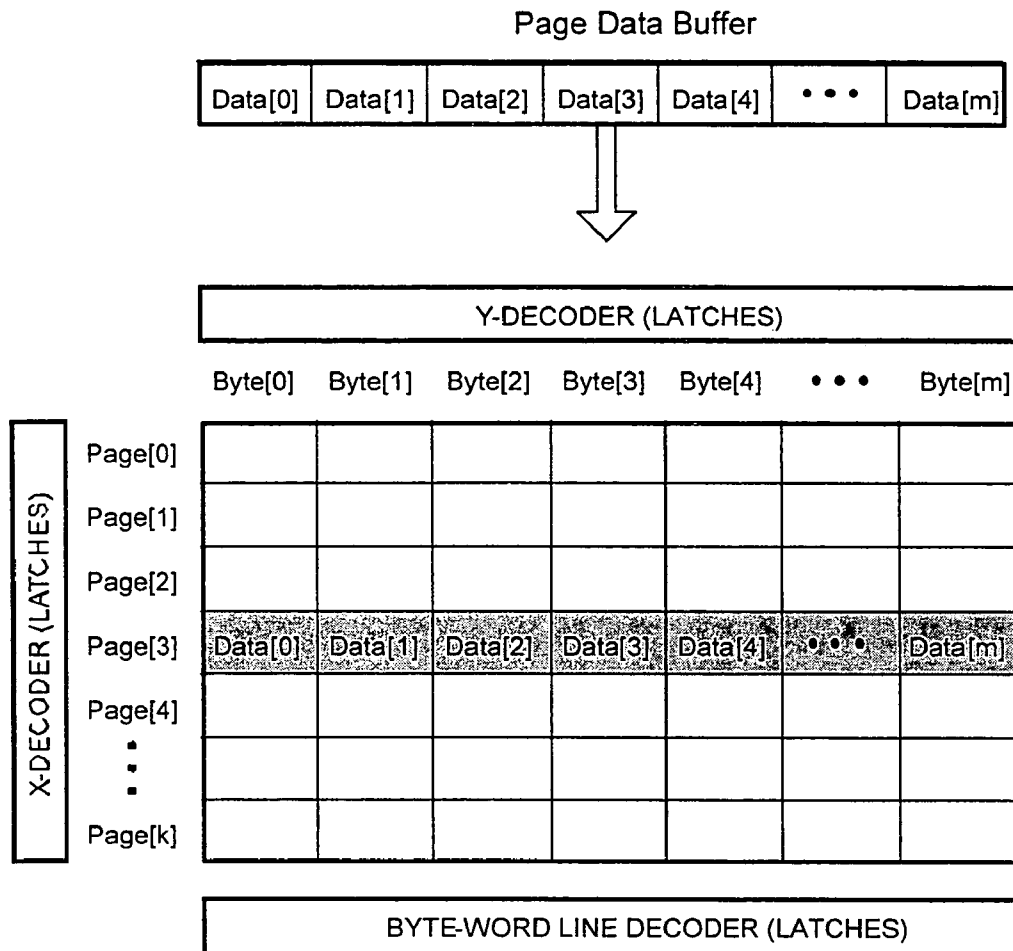 Page Data Buffer
Data[0] Data[1] Data[2] Data[3] Data[4] • • • Data[m]
Y-DECODER (LATCHES)
Byte[0] Byte[1] Byte[2] Byte[3] Byte[4] • • • Byte[m]
X-DECODER (LATCHES)
Page[0]
Page[1]
Page[2]
Page[3] Data[0] Data[1] Data[2] Data[3] Data[4] • • • Data[m]
Page[4]
Page[k]
BYTE-WORD LINE DECODER (LATCHES)